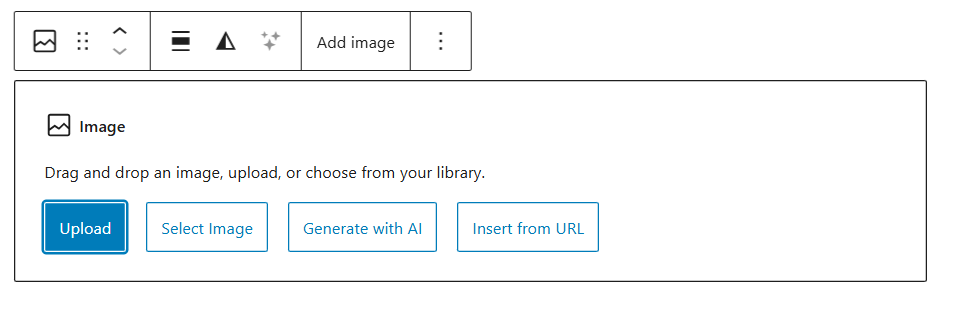 Add image
Image
Drag and drop an image, upload, or choose from your library.
Upload Select Image Generate with AI Insert from URL